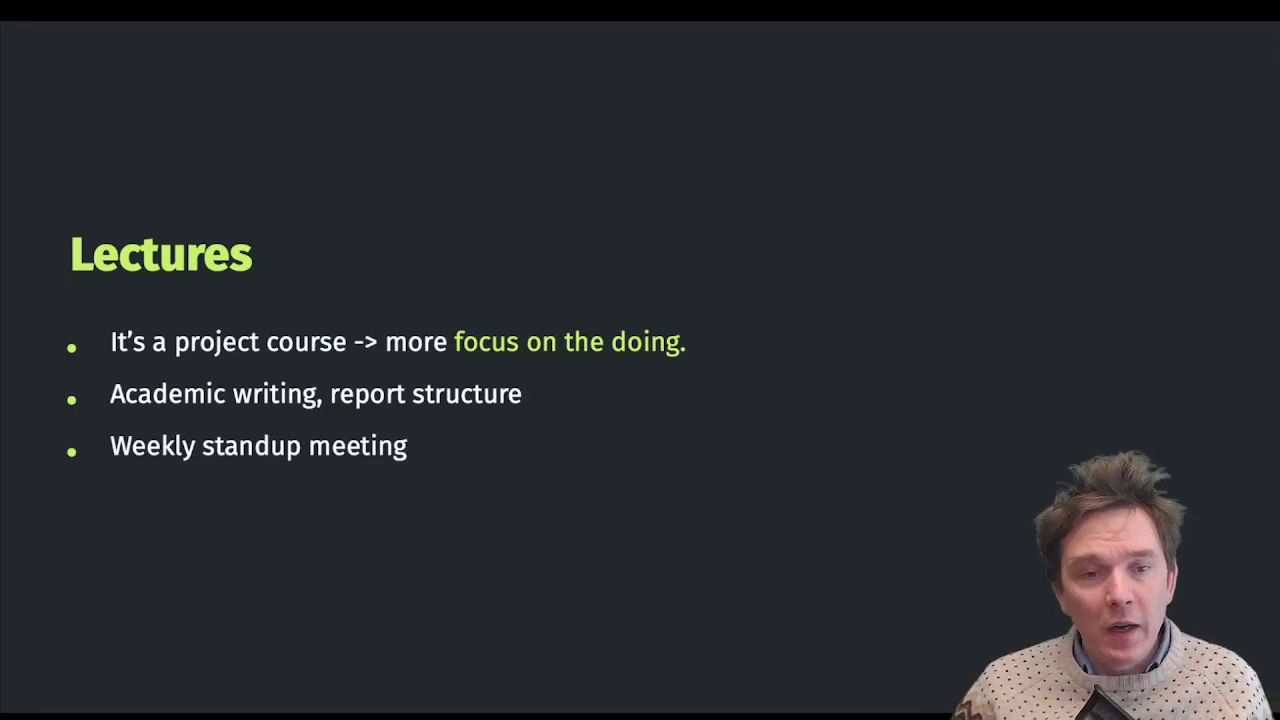 Lectures
It's a project course -> more focus on the doing.
Academic writing, report structure
Weekly standup meeting